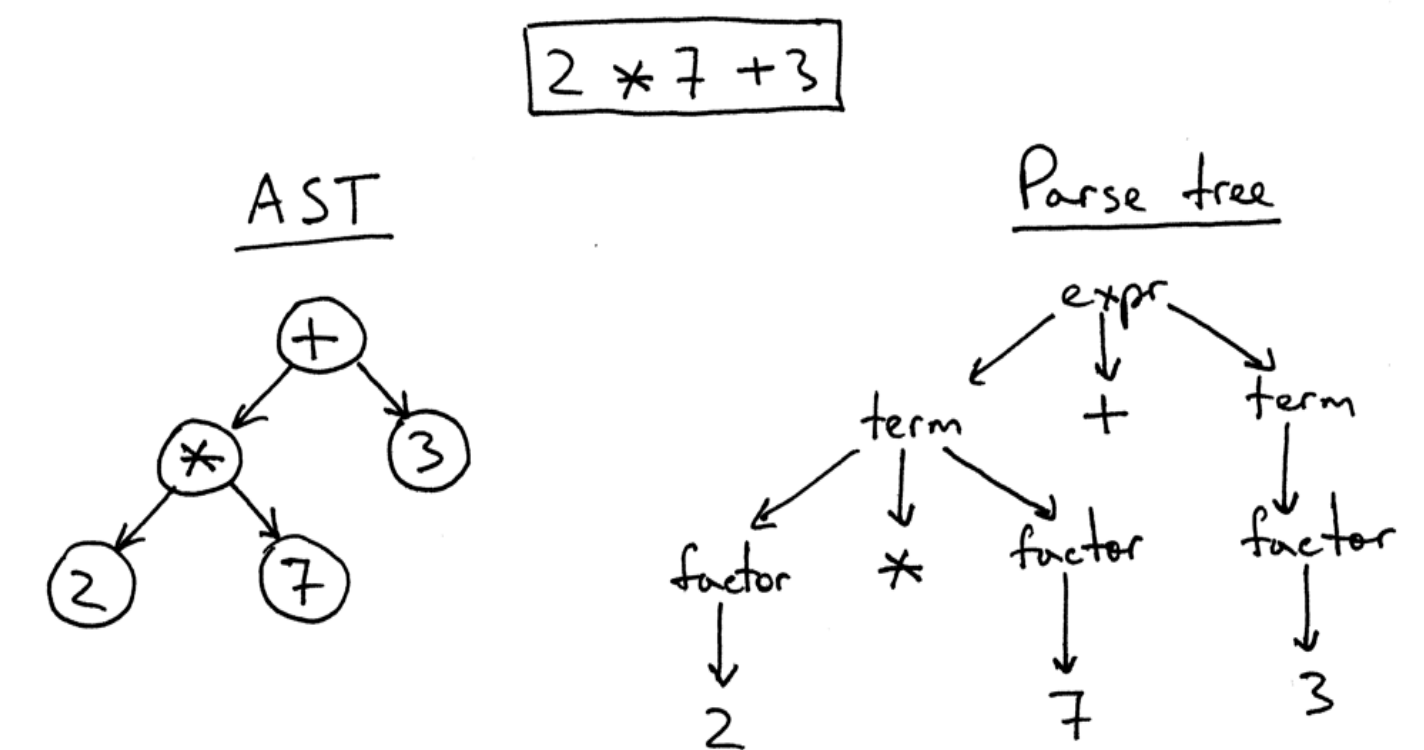 2 * 7 + 3
AST
Parse tree
+
* 3
2 7
expr
term + term
factor * factor factor
2 7 3